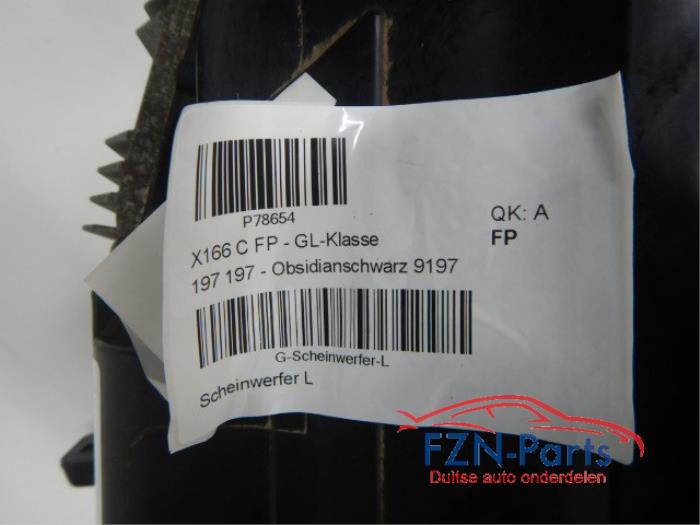 P78654
QK: A
X166 C FP - GL-Klasse
FP
197 197 - Obsidianschwarz 9197
G-Scheinwerfer-L
Scheinwerfer L
FZN-Parts
Duitse auto onderdelen